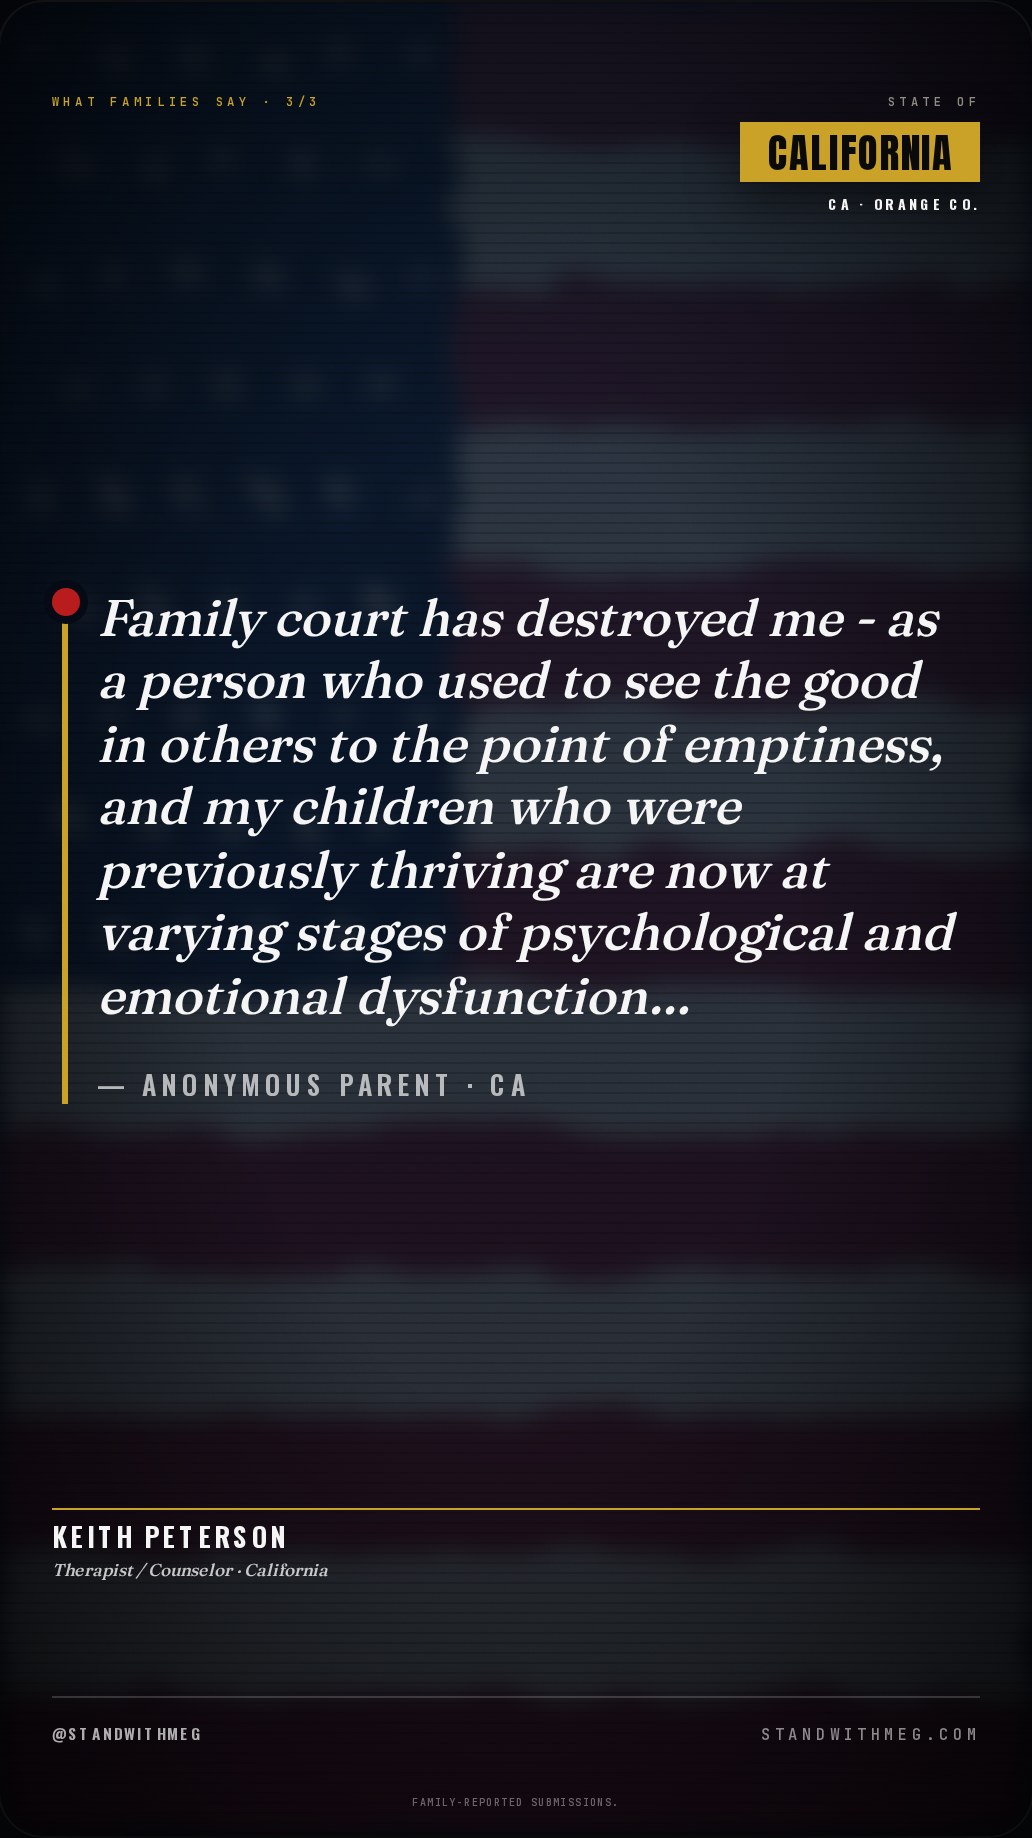 WHAT FAMILIES SAY · 3/3
STATE OF
CALIFORNIA
CA · ORANGE CO.
Family court has destroyed me - as
a person who used to see the good
in others to the point of emptiness,
and my children who were
previously thriving are now at
varying stages of psychological and
emotional dysfunction...
— ANONYMOUS PARENT · CA
KEITH PETERSON
Therapist / Counselor · California
@STANDWITHMEG
STANDWITHMEG.COM
FAMILY-REPORTED SUBMISSIONS.